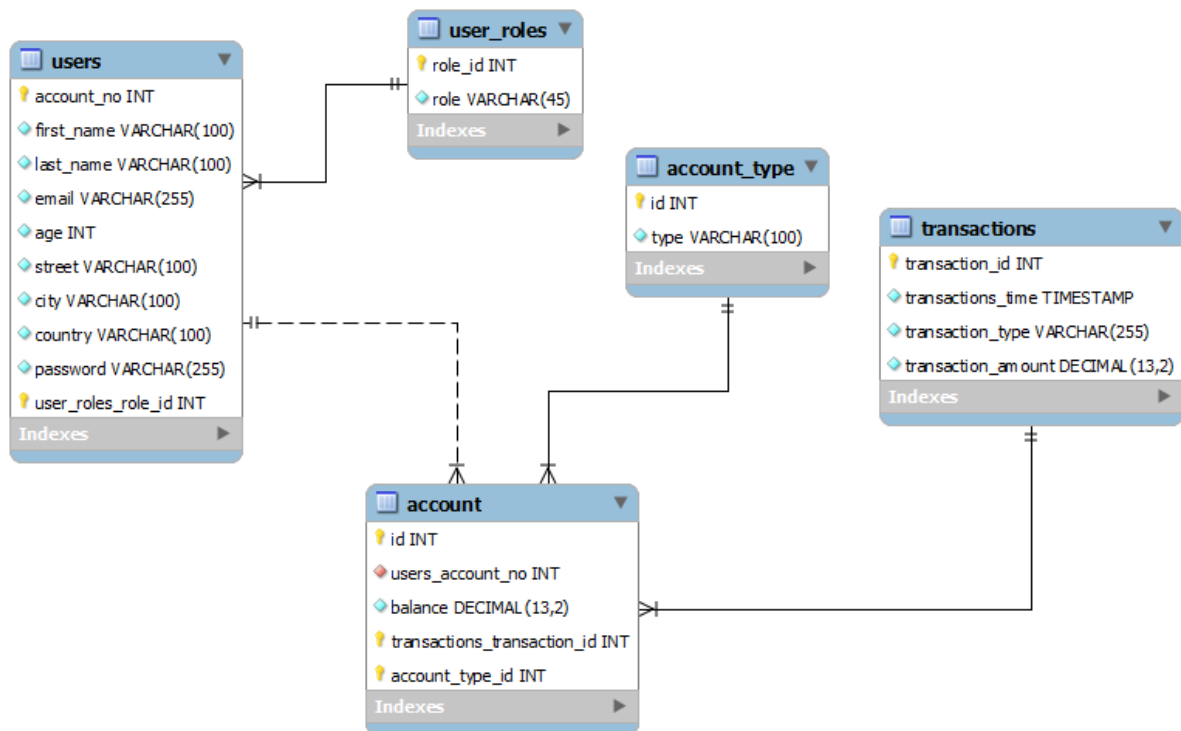 users
account_no INT
first_name VARCHAR(100)
last_name VARCHAR(100)
email VARCHAR(255)
age INT
street VARCHAR(100)
city VARCHAR(100)
country VARCHAR(100)
password VARCHAR(255)
user_roles_role_id INT
Indexes
user_roles
role_id INT
role VARCHAR(45)
Indexes
account_type
id INT
type VARCHAR(100)
Indexes
transactions
transaction_id INT
transactions_time TIMESTAMP
transaction_type VARCHAR(255)
transaction_amount DECIMAL(13,2)
Indexes
account
id INT
users_account_no INT
balance DECIMAL(13,2)
transactions_transaction_id INT
account_type_id INT
Indexes